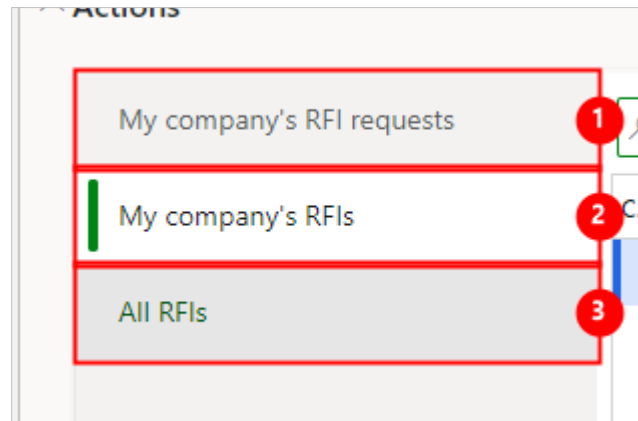 Actions
My company's RFI requests
1
My company's RFIs
2
All RFIs
3